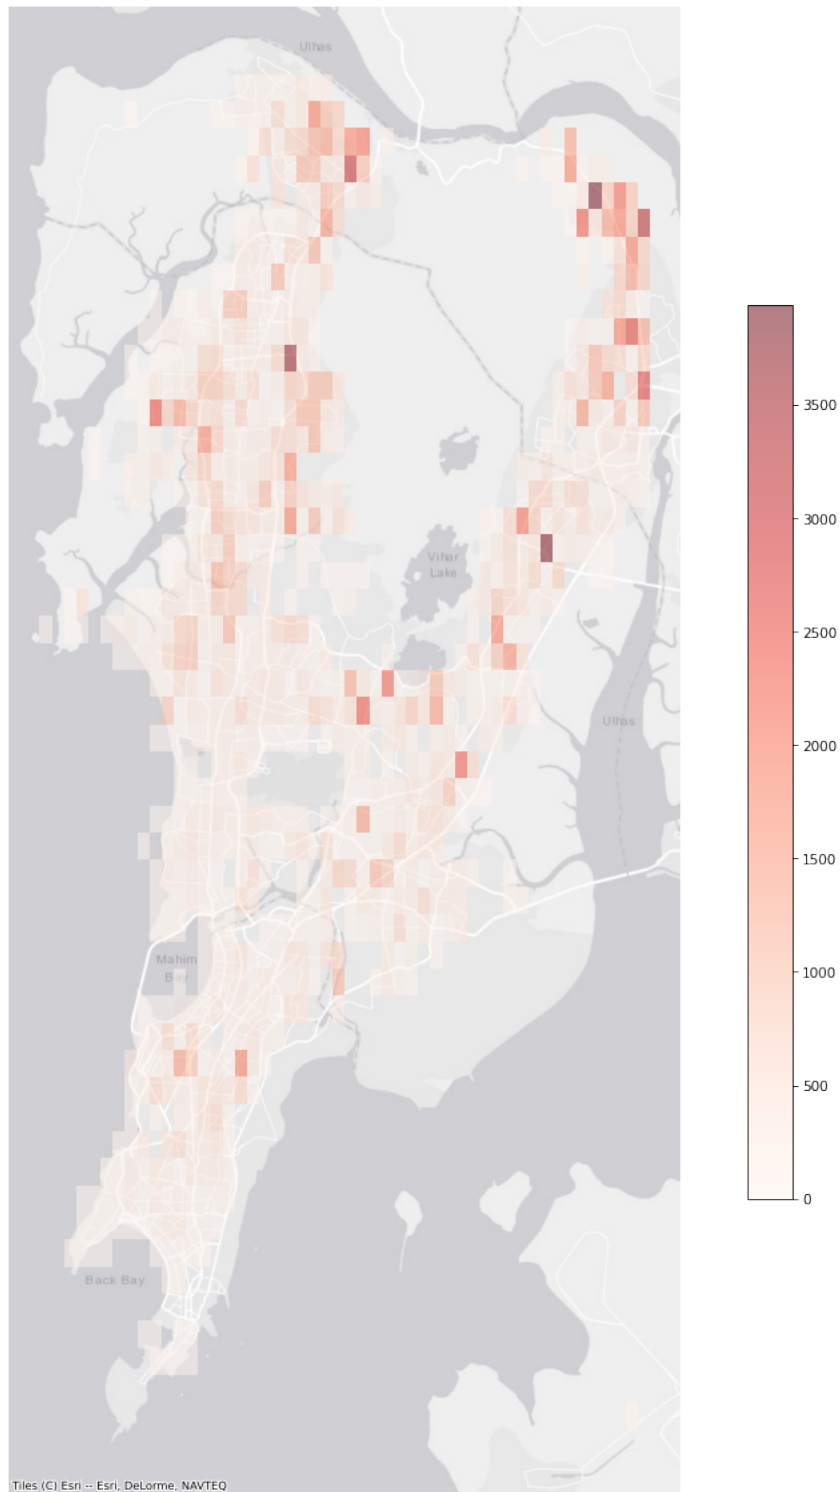 Ulhas
Vihar
Lake
Ulhas
Mahim
Bay
Back Bay
3500
3000
2500
2000
1500
1000
500
0
Tiles (C) Esri -- Esri, DeLorme, NAVTEQ